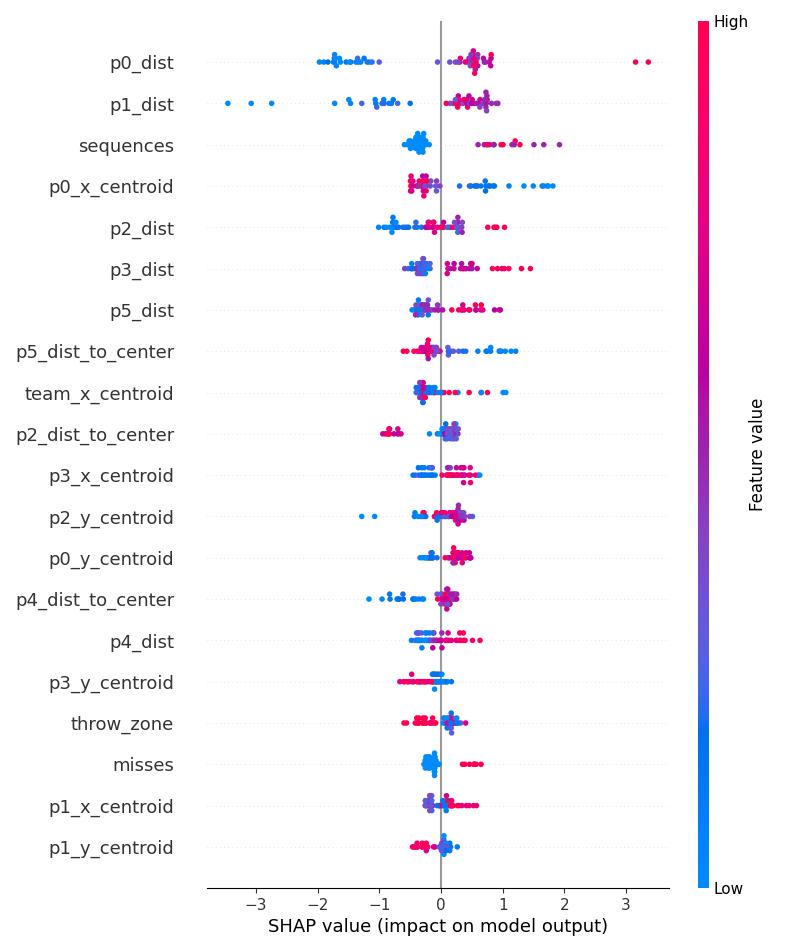 High
p0_dist
p1_dist
sequences
p0_x_centroid
p2_dist
p3_dist
p5_dist
p5_dist_to_center
team_x_centroid
p2_dist_to_center
p3_x_centroid
p2_y_centroid
p0_y_centroid
p4_dist_to_center
p4_dist
p3_y_centroid
throw_zone
misses
p1_x_centroid
p1_y_centroid
Feature value
Low
−3 −2 −1 0 1 2 3
SHAP value (impact on model output)